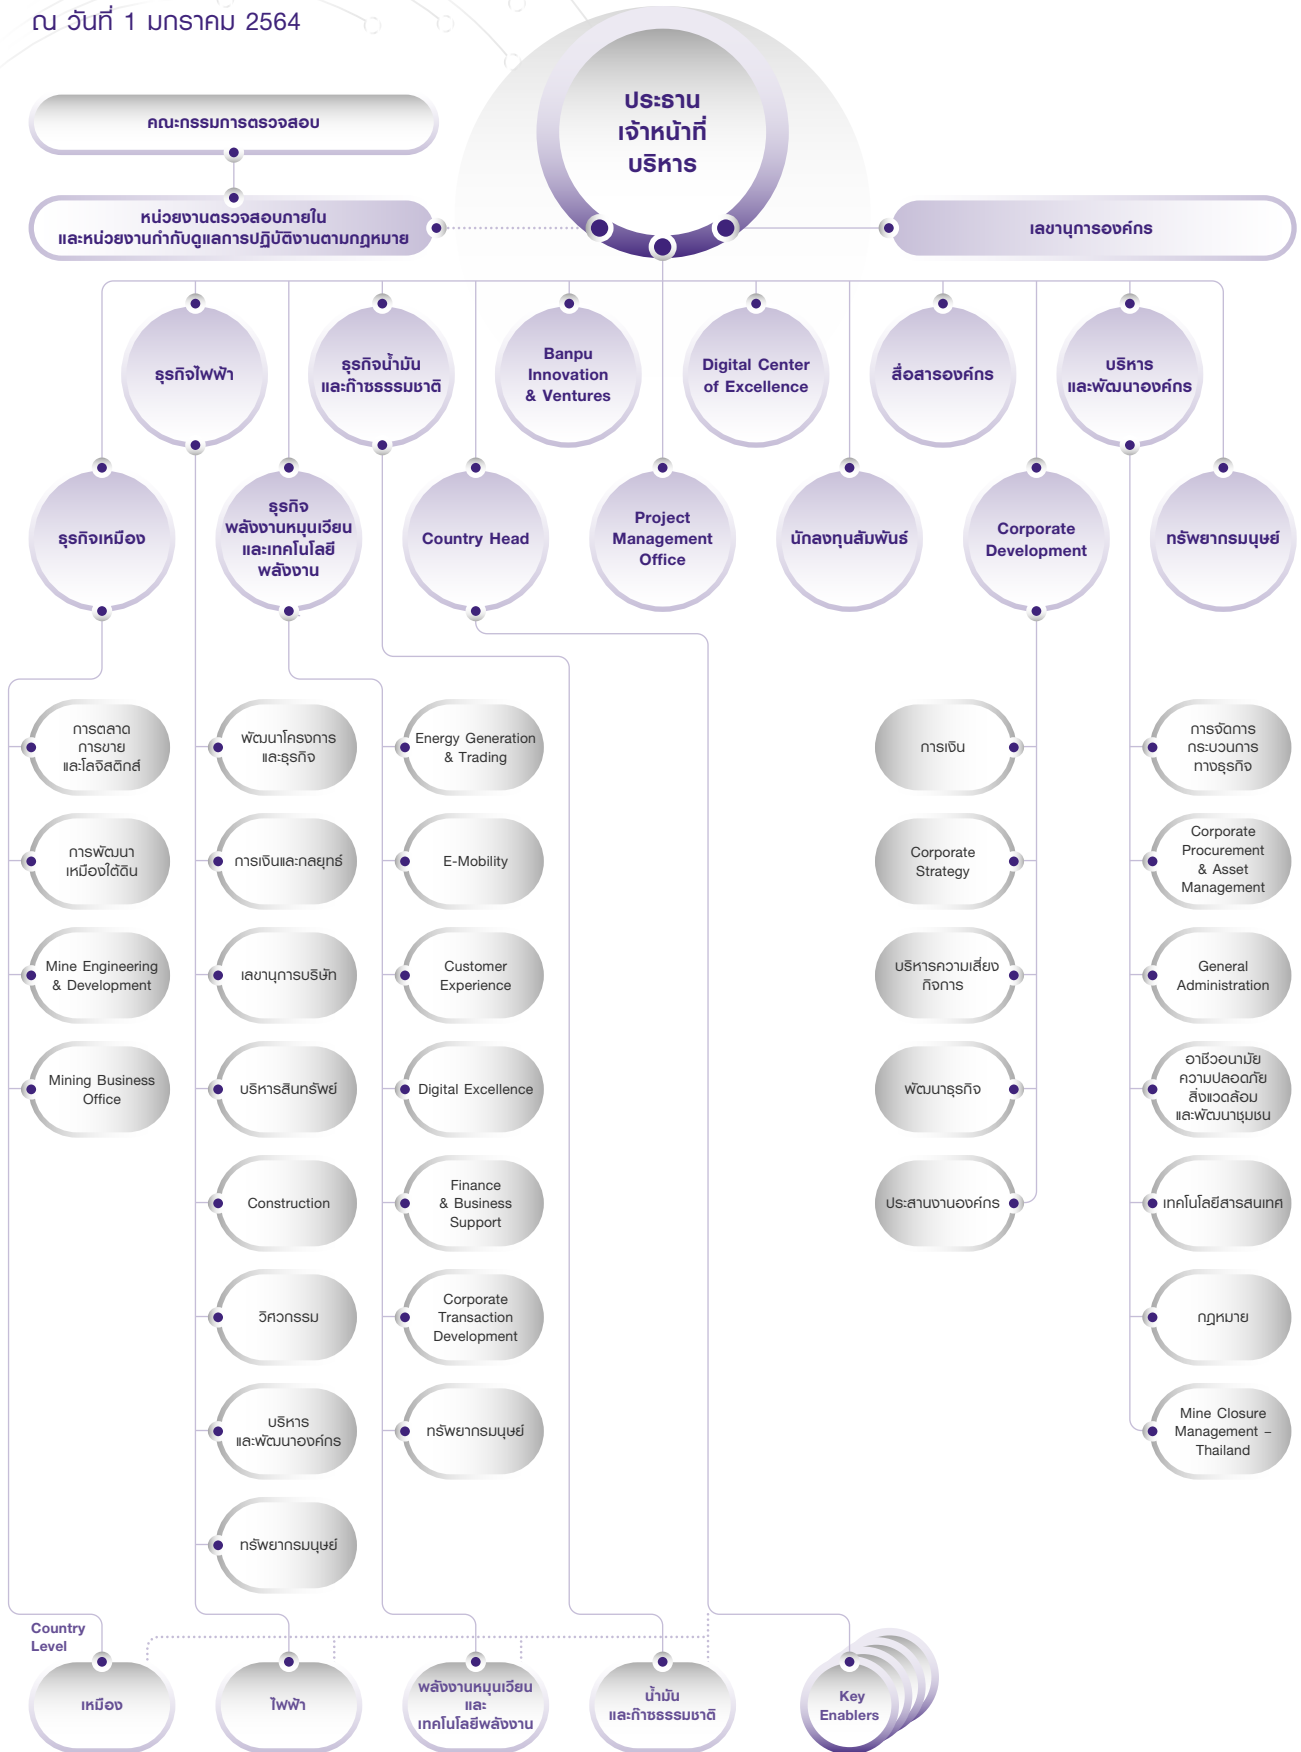 ณ วันที่ 1 มกราคม 2564
ประธาน
เจ้าหน้าที่
บริหาร
คณะกรรมการตรวจสอบ
หน่วยงานตรวจสอบภายใน
และหน่วยงานกำกับดูแลการปฏิบัติงานตามกฎหมาย
เลขานุการองค์กร
ธุรกิจไฟฟ้า
ธุรกิจน้ำมัน
และก๊าซธรรมชาติ
Banpu
Innovation
& Ventures
Digital Center
of Excellence
สื่อสารองค์กร
บริหาร
และพัฒนาองค์กร
ธุรกิจเหมือง
ธุรกิจ
พลังงานหมุนเวียน
และเทคโนโลยี
พลังงาน
Country Head
Project
Management
Office
นักลงทุนสัมพันธ์
Corporate
Development
ทรัพยากรมนุษย์
การตลาด
การขาย
และโลจิสติกส์
การพัฒนา
เหมืองใต้ดิน
Mine Engineering
& Development
Mining Business
Office
พัฒนาโครงการ
และธุรกิจ
การเงินและกลยุทธ์
เลขานุการบริษัท
บริหารสินทรัพย์
Construction
วิศวกรรม
บริหาร
และพัฒนาองค์กร
ทรัพยากรมนุษย์
Energy Generation
& Trading
E-Mobility
Customer
Experience
Digital Excellence
Finance
& Business
Support
Corporate
Transaction
Development
ทรัพยากรมนุษย์
การเงิน
Corporate
Strategy
บริหารความเสี่ยง
กิจการ
พัฒนาธุรกิจ
ประสานงานองค์กร
การจัดการ
กระบวนการ
ทางธุรกิจ
Corporate
Procurement
& Asset
Management
General
Administration
อาชีวอนามัย
ความปลอดภัย
สิ่งแวดล้อม
และพัฒนาชุมชน
เทคโนโลยีสารสนเทศ
กฎหมาย
Mine Closure
Management –
Thailand
Country
Level
เหมือง
ไฟฟ้า
พลังงานหมุนเวียน
และ
เทคโนโลยีพลังงาน
น้ำมัน
และก๊าซธรรมชาติ
Key
Enablers